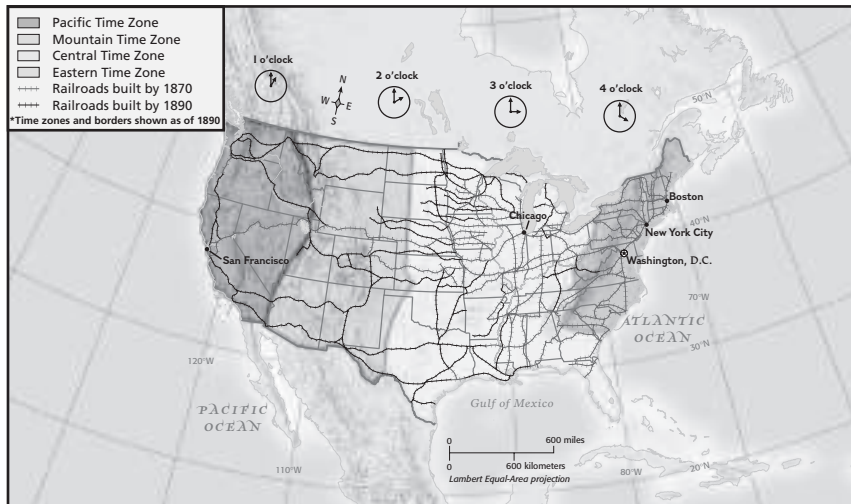 Pacific Time Zone
Mountain Time Zone
Central Time Zone
Eastern Time Zone
Railroads built by 1870
Railroads built by 1890
*Time zones and borders shown as of 1890
1 o'clock
2 o'clock
3 o'clock
4 o'clock
N
W E
S
50°N
Boston
Chicago
40°N
New York City
San Francisco
Washington, D.C.
70°W
ATLANTIC
OCEAN
30°N
120°W
PACIFIC
OCEAN
Gulf of Mexico
0 600 miles
0 600 kilometers
Lambert Equal-Area projection
110°W
80°W
20°N